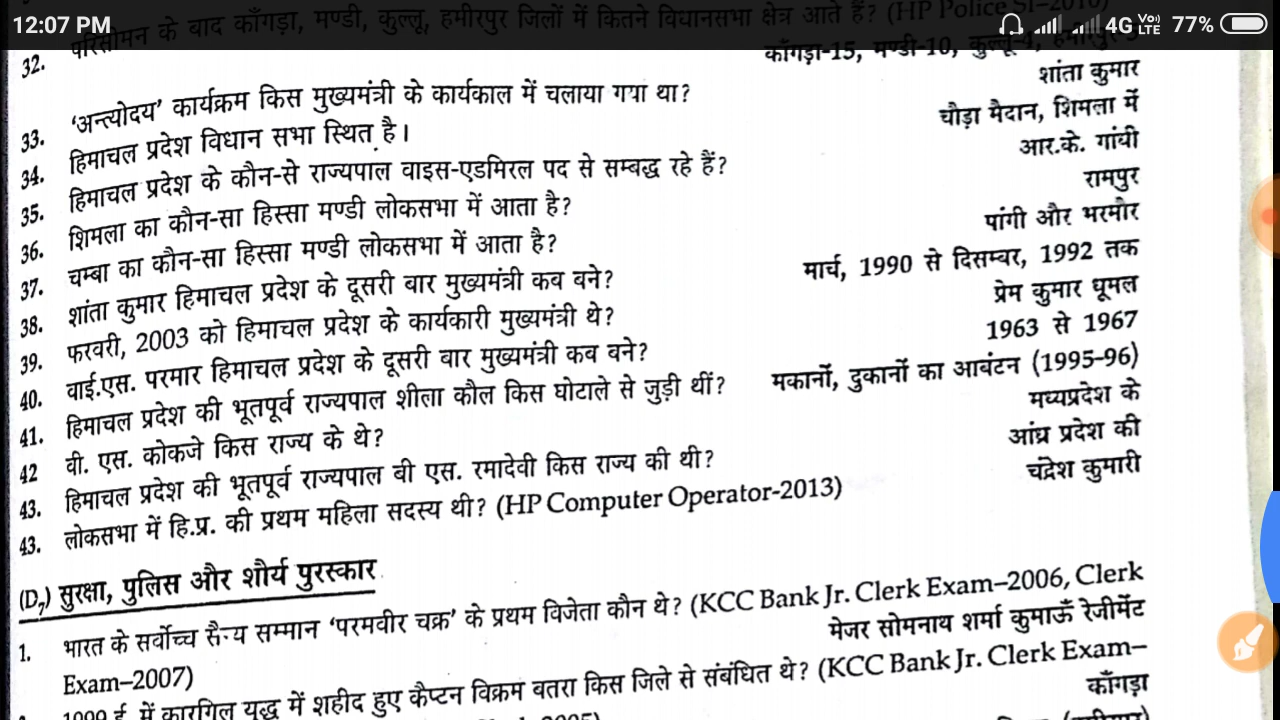 12:07 PM 4G VoLTE 77%
32. परिसीमन के बाद काँगड़ा, मण्डी, कुल्लू, हमीरपुर जिलों में कितने विधानसभा क्षेत्र आते हैं? (HP Police SI–2010)
काँगड़ा-15, मण्डी-10, कुल्लू-4,
33. 'अन्त्योदय' कार्यक्रम किस मुख्यमंत्री के कार्यकाल में चलाया गया था? शांता कुमार
34. हिमाचल प्रदेश विधान सभा स्थित है। चौड़ा मैदान, शिमला में
35. हिमाचल प्रदेश के कौन-से राज्यपाल वाइस-एडमिरल पद से सम्बद्ध रहे हैं? आर.के. गांधी
36. शिमला का कौन-सा हिस्सा मण्डी लोकसभा में आता है? रामपुर
37. चम्बा का कौन-सा हिस्सा मण्डी लोकसभा में आता है? पांगी और भरमौर
38. शांता कुमार हिमाचल प्रदेश के दूसरी बार मुख्यमंत्री कब बने? मार्च, 1990 से दिसम्बर, 1992 तक
39. फरवरी, 2003 को हिमाचल प्रदेश के कार्यकारी मुख्यमंत्री थे? प्रेम कुमार धूमल
40. वाई.एस. परमार हिमाचल प्रदेश के दूसरी बार मुख्यमंत्री कब बने? 1963 से 1967
41. हिमाचल प्रदेश की भूतपूर्व राज्यपाल शीला कौल किस घोटाले से जुड़ी थीं? मकानों, दुकानों का आबंटन (1995-96)
42 वी. एस. कोकजे किस राज्य के थे? मध्यप्रदेश के
43. हिमाचल प्रदेश की भूतपूर्व राज्यपाल वी एस. रमादेवी किस राज्य की थी? आंध्र प्रदेश की
43. लोकसभा में हि.प्र. की प्रथम महिला सदस्य थी? (HP Computer Operator-2013) चंद्रेश कुमारी
(D7) सुरक्षा, पुलिस और शौर्य पुरस्कार
1. भारत के सर्वोच्च सैन्य सम्मान 'परमवीर चक्र' के प्रथम विजेता कौन थे? (KCC Bank Jr. Clerk Exam–2006, Clerk
Exam–2007) मेजर सोमनाथ शर्मा कुमाऊँ रेजीमेंट
1999 ई. में कारगिल युद्ध में शहीद हुए कैप्टन विक्रम बतरा किस जिले से संबंधित थे? (KCC Bank Jr. Clerk Exam–
काँगड़ा